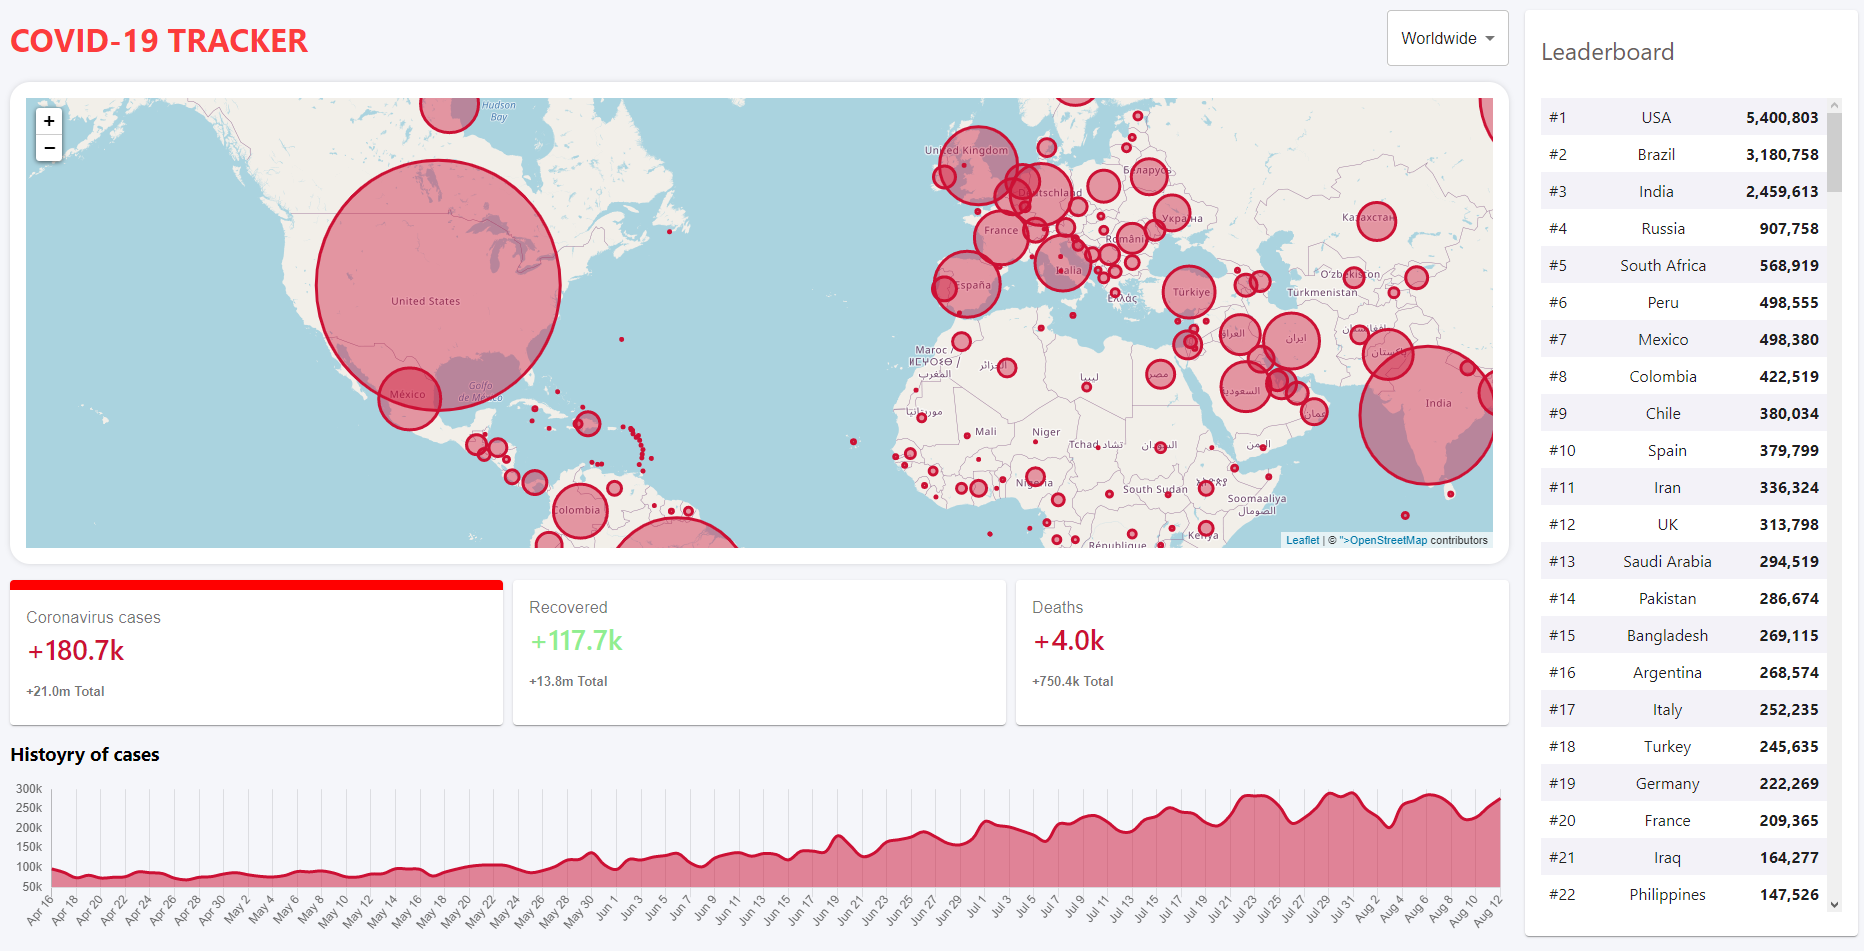 COVID-19 TRACKER
Worldwide
+
−
Hudson
Bay
United States
México
Golfo
de México
Colombia
United Kingdom
Deutschland
France
España
Italia
Беларусь
Україна
România
Ελλάς
Türkiye
Казахстан
O'zbekiston
Türkmenistan
افغانستان
پاکستان
ایران
العراق
السعودية
عمان
اليمن
India
Maroc /
ⵍⵎⵖⵔⵉⴱ /
المغرب
الجزائر
ليبيا
مصر
موريتانيا
Mali
Niger
Tchad تشاد
السودان
Nigeria
South Sudan
Soomaaliya
الصومال
Kenya
République
Leaflet | © ">OpenStreetMap contributors
Coronavirus cases
+180.7k
+21.0m Total
Recovered
+117.7k
+13.8m Total
Deaths
+4.0k
+750.4k Total
Histoyry of cases
300k
250k
200k
150k
100k
50k
Apr 16
Apr 18
Apr 20
Apr 22
Apr 24
Apr 26
Apr 28
Apr 30
May 2
May 4
May 6
May 8
May 10
May 12
May 14
May 16
May 18
May 20
May 22
May 24
May 26
May 28
May 30
Jun 1
Jun 3
Jun 5
Jun 7
Jun 9
Jun 11
Jun 13
Jun 15
Jun 17
Jun 19
Jun 21
Jun 23
Jun 25
Jun 27
Jun 29
Jul 1
Jul 3
Jul 5
Jul 7
Jul 9
Jul 11
Jul 13
Jul 15
Jul 17
Jul 19
Jul 21
Jul 23
Jul 25
Jul 27
Jul 29
Jul 31
Aug 2
Aug 4
Aug 6
Aug 8
Aug 10
Aug 12
Leaderboard
#1 USA 5,400,803
#2 Brazil 3,180,758
#3 India 2,459,613
#4 Russia 907,758
#5 South Africa 568,919
#6 Peru 498,555
#7 Mexico 498,380
#8 Colombia 422,519
#9 Chile 380,034
#10 Spain 379,799
#11 Iran 336,324
#12 UK 313,798
#13 Saudi Arabia 294,519
#14 Pakistan 286,674
#15 Bangladesh 269,115
#16 Argentina 268,574
#17 Italy 252,235
#18 Turkey 245,635
#19 Germany 222,269
#20 France 209,365
#21 Iraq 164,277
#22 Philippines 147,526